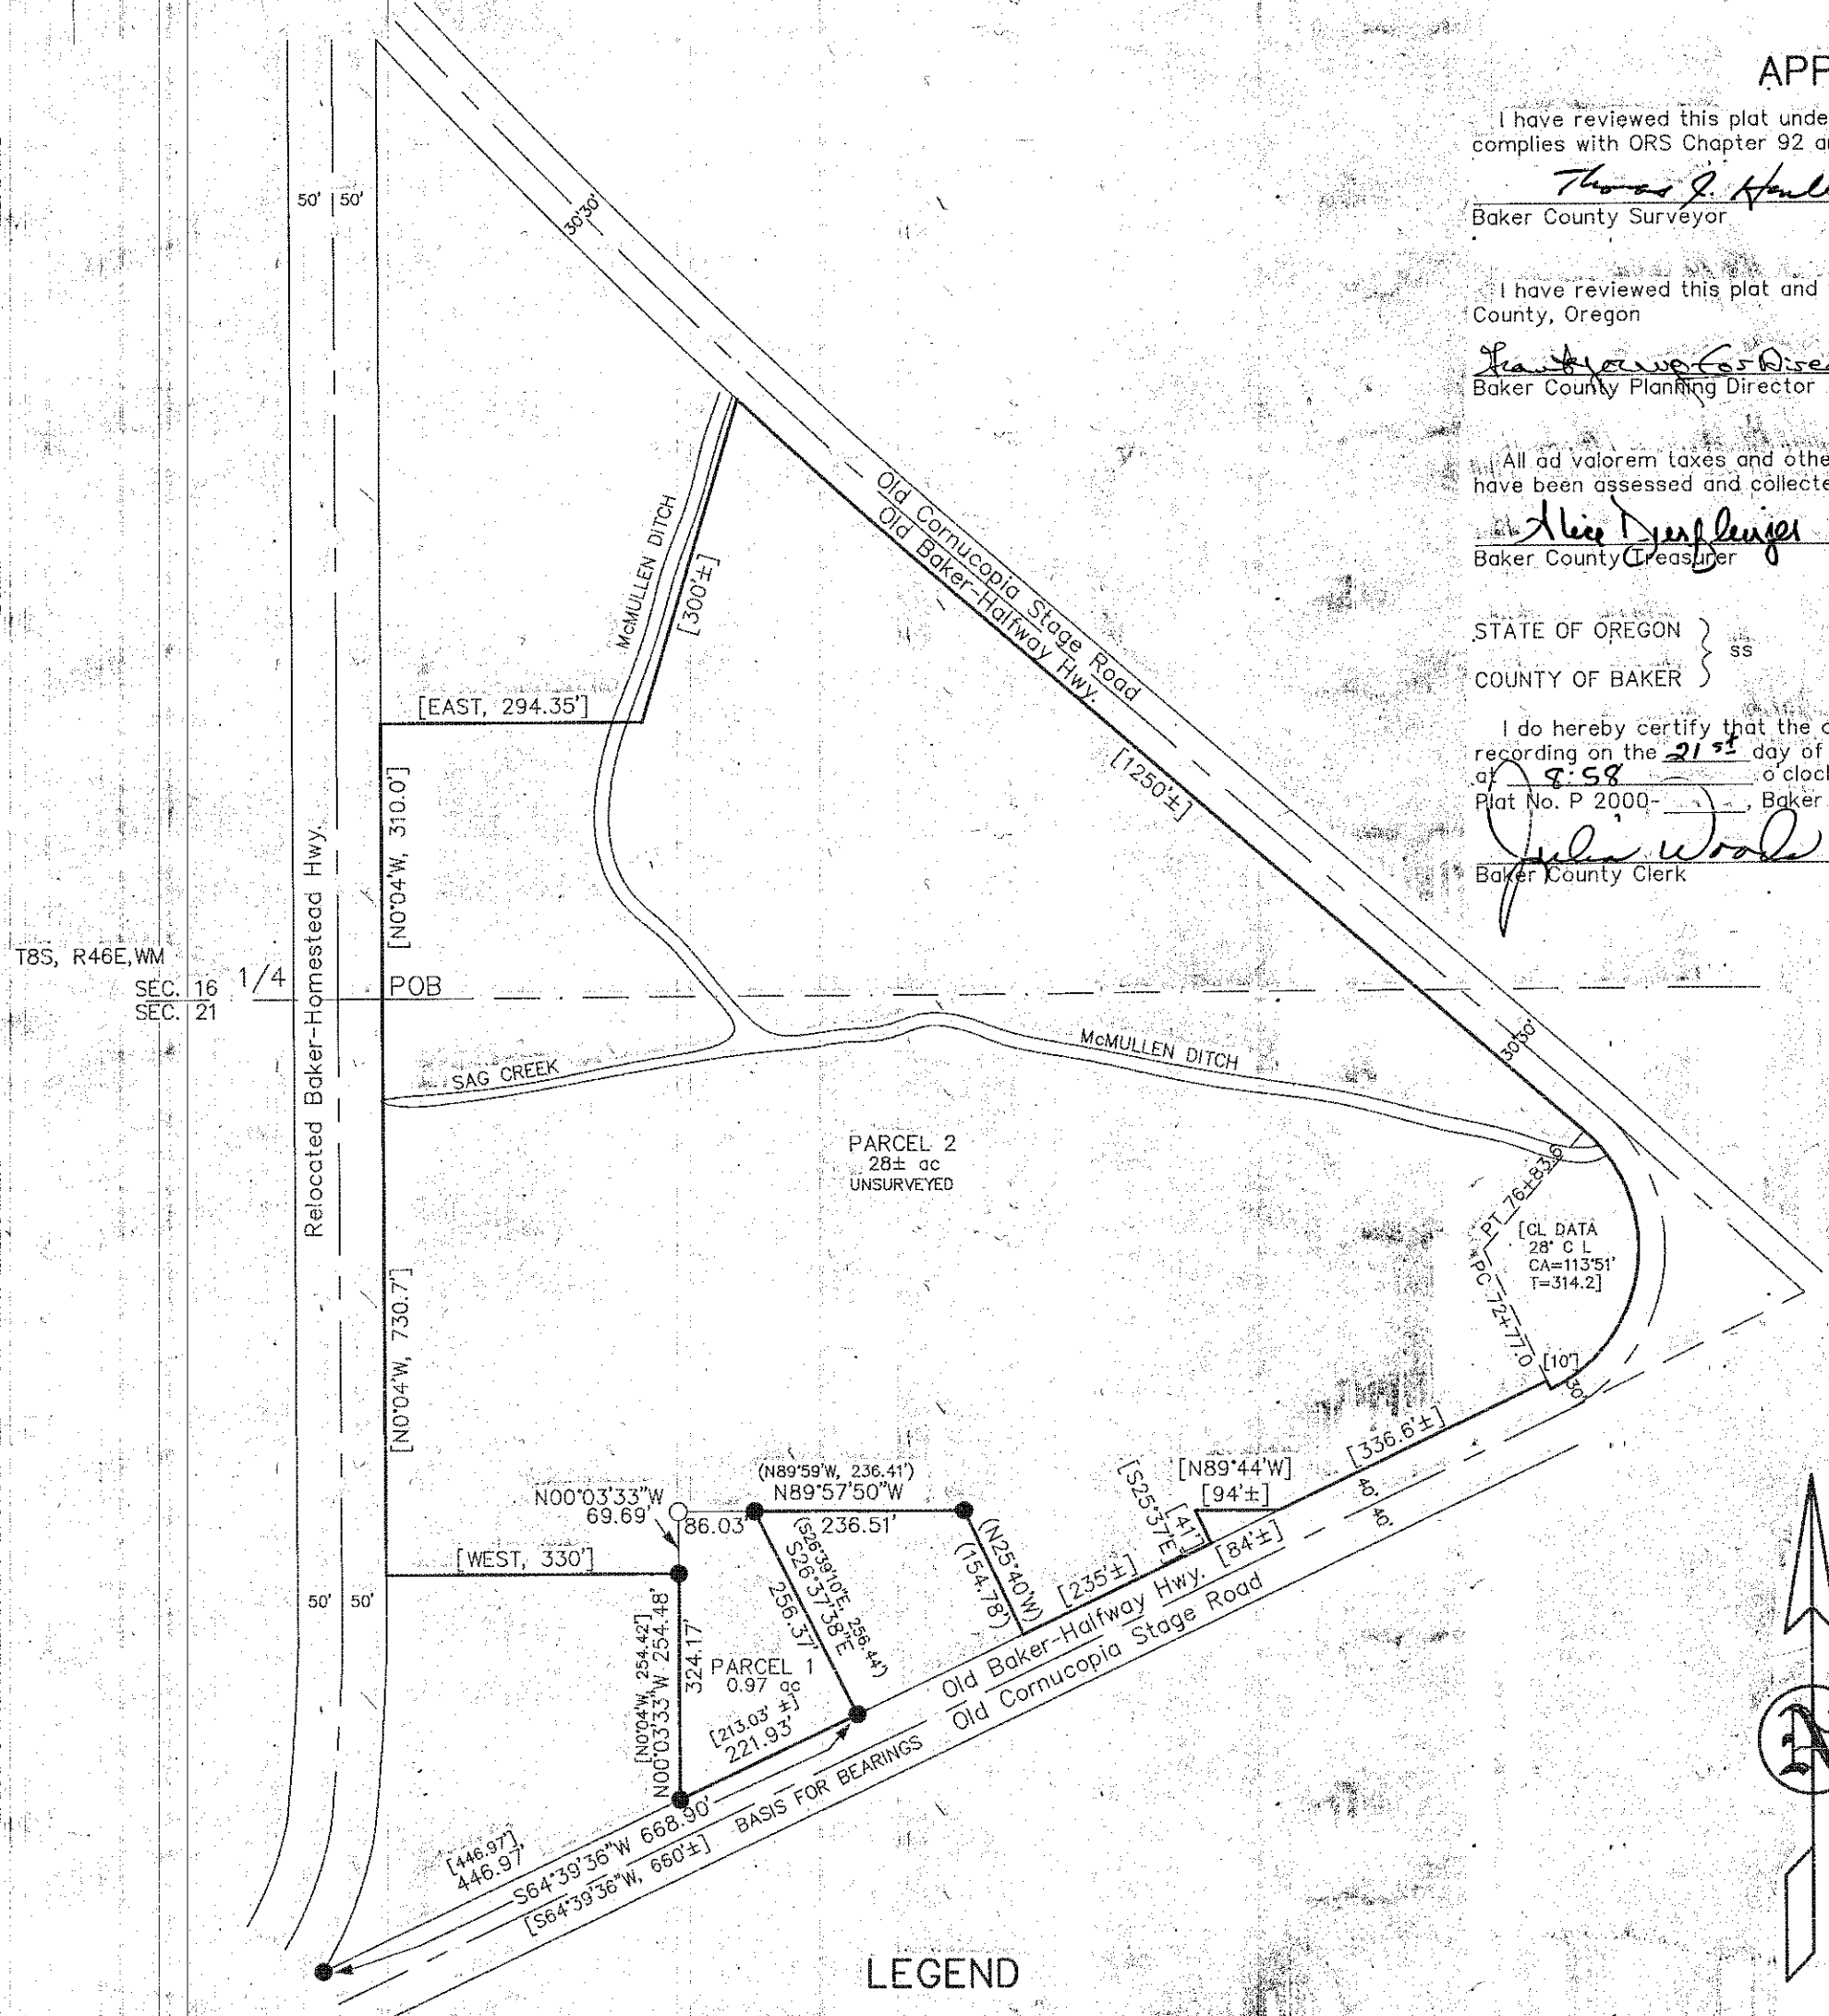 APP
I have reviewed this plat unde
complies with ORS Chapter 92 a
Thomas J.
Baker County Surveyor
I have reviewed this plat and
County, Oregon
For Direc
Baker County Planning Director
All ad valorem taxes and othe
have been assessed and collecte
Alice Durflinger
Baker County Treasurer
STATE OF OREGON
ss
COUNTY OF BAKER
I do hereby certify that the
recording on the 21st day of
at 8:58 o'cloc
Plat No. P 2000- , Baker
Julia Woods
Baker County Clerk
50' 50'
30' 30'
Old Cornucopia Stage Road
Old Baker-Halfway Hwy.
McMULLEN DITCH
[300'±]
[EAST, 294.35']
[1250'±]
[N0°04'W, 310.0']
Relocated Baker-Homestead Hwy.
T8S, R46E,WM
SEC. 16
SEC. 21
1/4
POB
SAG CREEK
McMULLEN DITCH
30' 30'
PARCEL 2
28± ac
UNSURVEYED
PT 76+83.6
[CL DATA
28° C L
CA=113°51'
T=314.2]
PC 72+77.0
[10']
30'
[N0°04'W, 730.7']
[336.6'±]
40' 40'
[N89°44'W]
[94'±]
[S25°37'E]
[41']
[84'±]
[235'±]
(N89°59'W, 236.41')
N89°57'50"W
236.51'
N00°03'33"W
69.69'
86.03'
(N25°40'W)
(154.78')
(S26°39'10"E, 256.44')
S26°37'38"E
256.37'
[WEST, 330']
50' 50'
[N0°04'W, 254.42']
N00°03'33"W 254.48'
324.17'
PARCEL 1
0.97 ac
[213.03' ±]
221.93'
Old Baker-Halfway Hwy.
Old Cornucopia Stage Road
BASIS FOR BEARINGS
[446.97']
446.97'
S64°39'36"W 668.90'
[S64°39'36"W, 660'±]
N
LEGEND